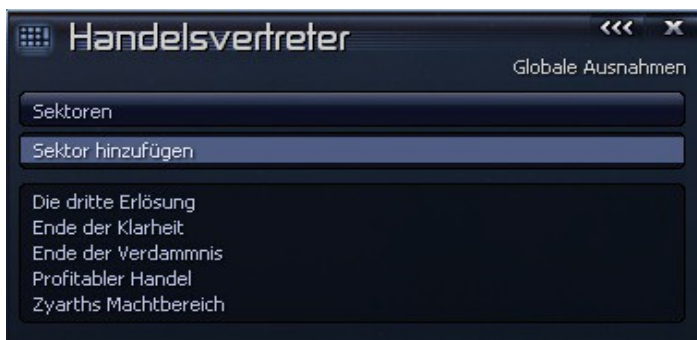 Handelsvertreter
<<< X
Globale Ausnahmen
Sektoren
Sektor hinzufügen
Die dritte Erlösung
Ende der Klarheit
Ende der Verdammnis
Profitabler Handel
Zyarths Machtbereich